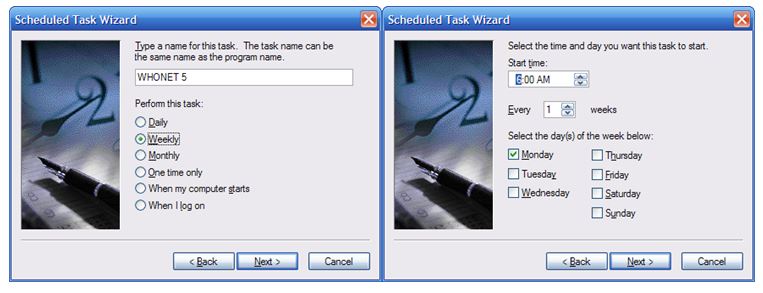 Scheduled Task Wizard
Type a name for this task. The task name can be
the same name as the program name.
WHONET 5
Perform this task:
Daily
Weekly
Monthly
One time only
When my computer starts
When I log on
< Back Next > Cancel
Scheduled Task Wizard
Select the time and day you want this task to start.
Start time:
6:00 AM
Every 1 weeks
Select the day(s) of the week below:
Monday Thursday
Tuesday Friday
Wednesday Saturday
Sunday
< Back Next > Cancel